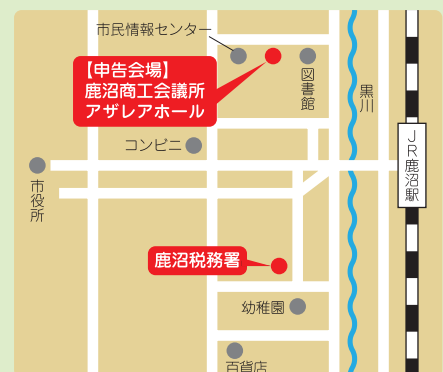 市民情報センター
【申告会場】
鹿沼商工会議所
アザレアホール
図書館
黒川
コンビニ
JR鹿沼駅
市役所
鹿沼税務署
幼稚園
百貨店